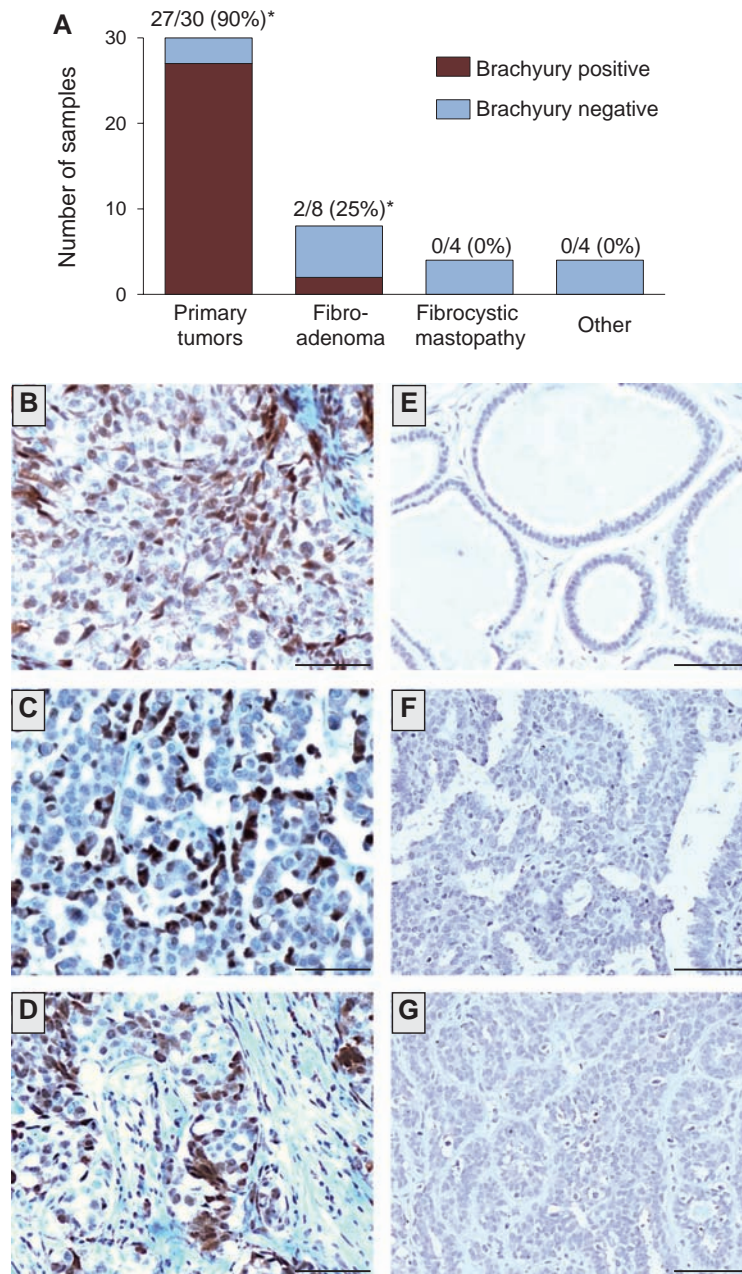 A
27/30 (90%)*
30
Brachyury positive
Brachyury negative
Number of samples
20
2/8 (25%)*
10
0/4 (0%)
0/4 (0%)
0
Primary
tumors
Fibro-
adenoma
Fibrocystic
mastopathy
Other
B
E
C
F
D
G